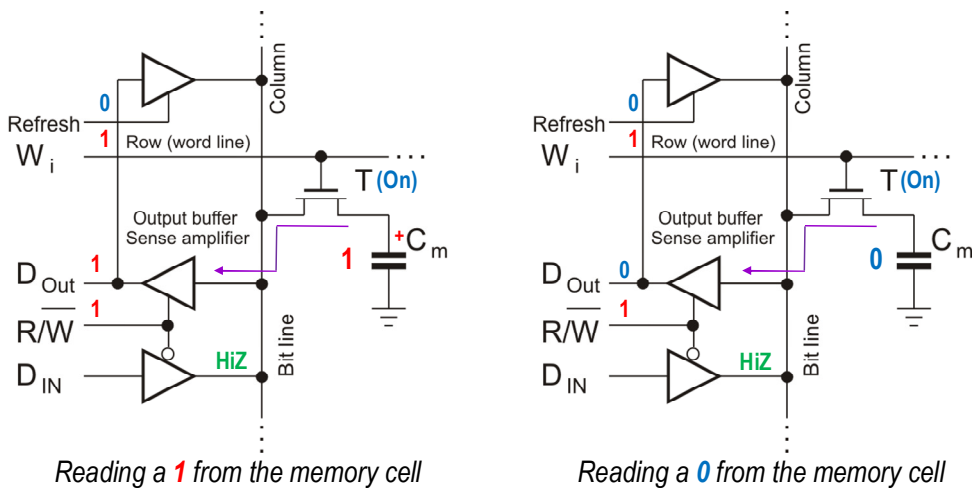 Column
0
Refresh
1
Row (word line)
W i
T (On)
Output buffer
Sense amplifier
1
+
C m
1
D Out
1
R/W̅
D IN
HiZ
Bit line
Reading a 1 from the memory cell
Column
0
Refresh
1
Row (word line)
W i
T (On)
Output buffer
Sense amplifier
0
C m
0
D Out
1
R/W̅
D IN
HiZ
Bit line
Reading a 0 from the memory cell